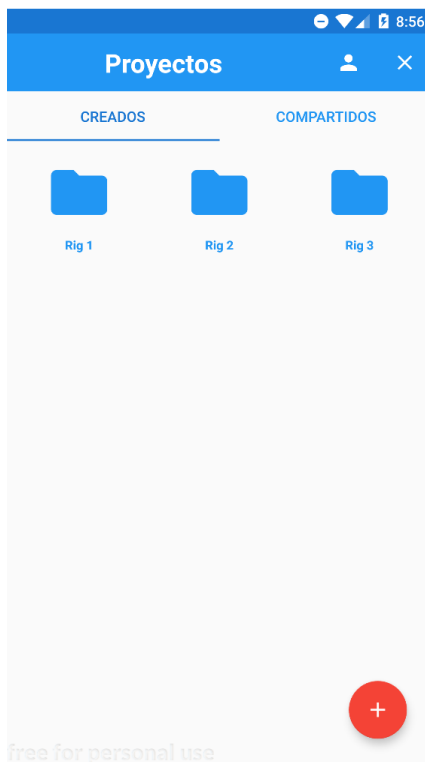 8:56
Proyectos
CREADOS COMPARTIDOS
Rig 1 Rig 2 Rig 3
+
free for personal use